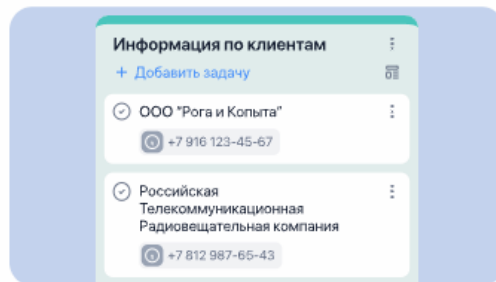 Информация по клиентам
+ Добавить задачу
ООО "Рога и Копыта"
+7 916 123-45-67
Российская
Телекоммуникационная
Радиовещательная компания
+7 812 987-65-43